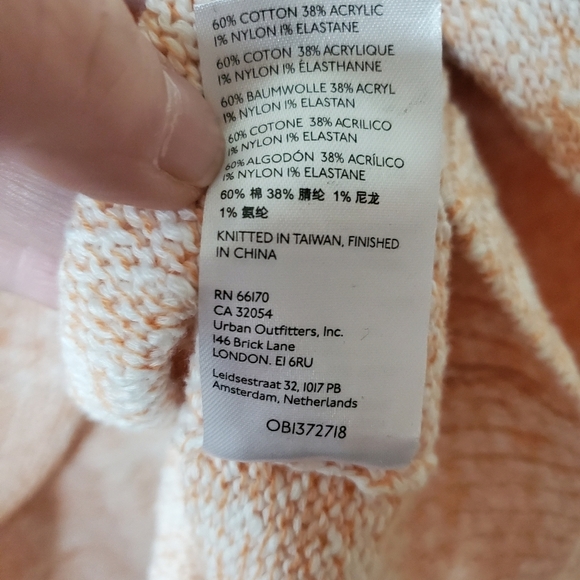 60% COTTON 38% ACRYLIC
1% NYLON 1% ELASTANE
60% COTON 38% ACRYLIQUE
1% NYLON 1% ÉLASTHANNE
60% BAUMWOLLE 38% ACRYL
1% NYLON 1% ELASTAN
60% COTONE 38% ACRILICO
1% NYLON 1% ELASTAN
60% ALGODÓN 38% ACRÍLICO
1% NYLON 1% ELASTANE
60% 棉 38% 腈纶 1% 尼龙
1% 氨纶
KNITTED IN TAIWAN, FINISHED
IN CHINA
RN 66170
CA 32054
Urban Outfitters, Inc.
146 Brick Lane
LONDON. E1 6RU
Leidsestraat 32, 1017 PB
Amsterdam, Netherlands
OB1372718